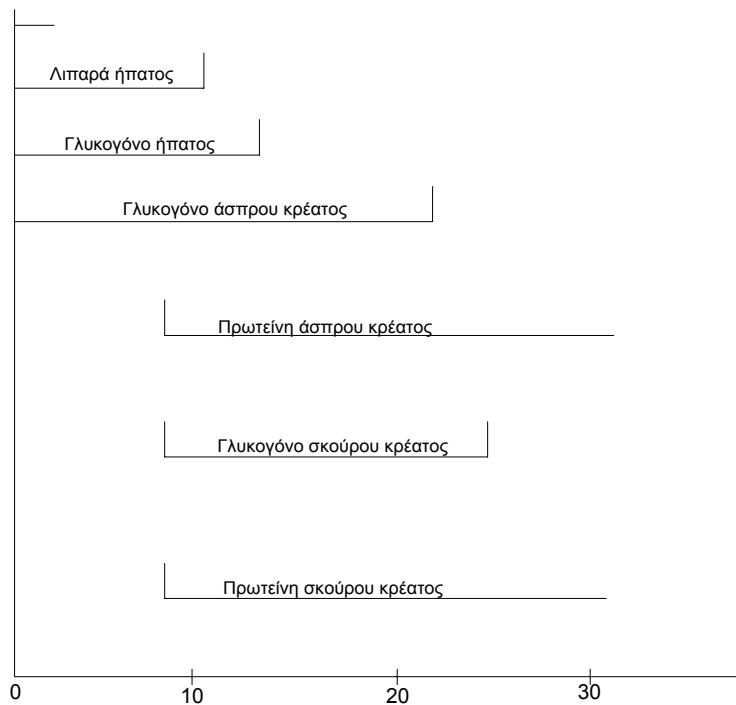 Λιπαρά ήπατος
Γλυκογόνο ήπατος
Γλυκογόνο άσπρου κρέατος
Πρωτείνη άσπρου κρέατος
Γλυκογόνο σκούρου κρέατος
Πρωτείνη σκούρου κρέατος
0 10 20 30